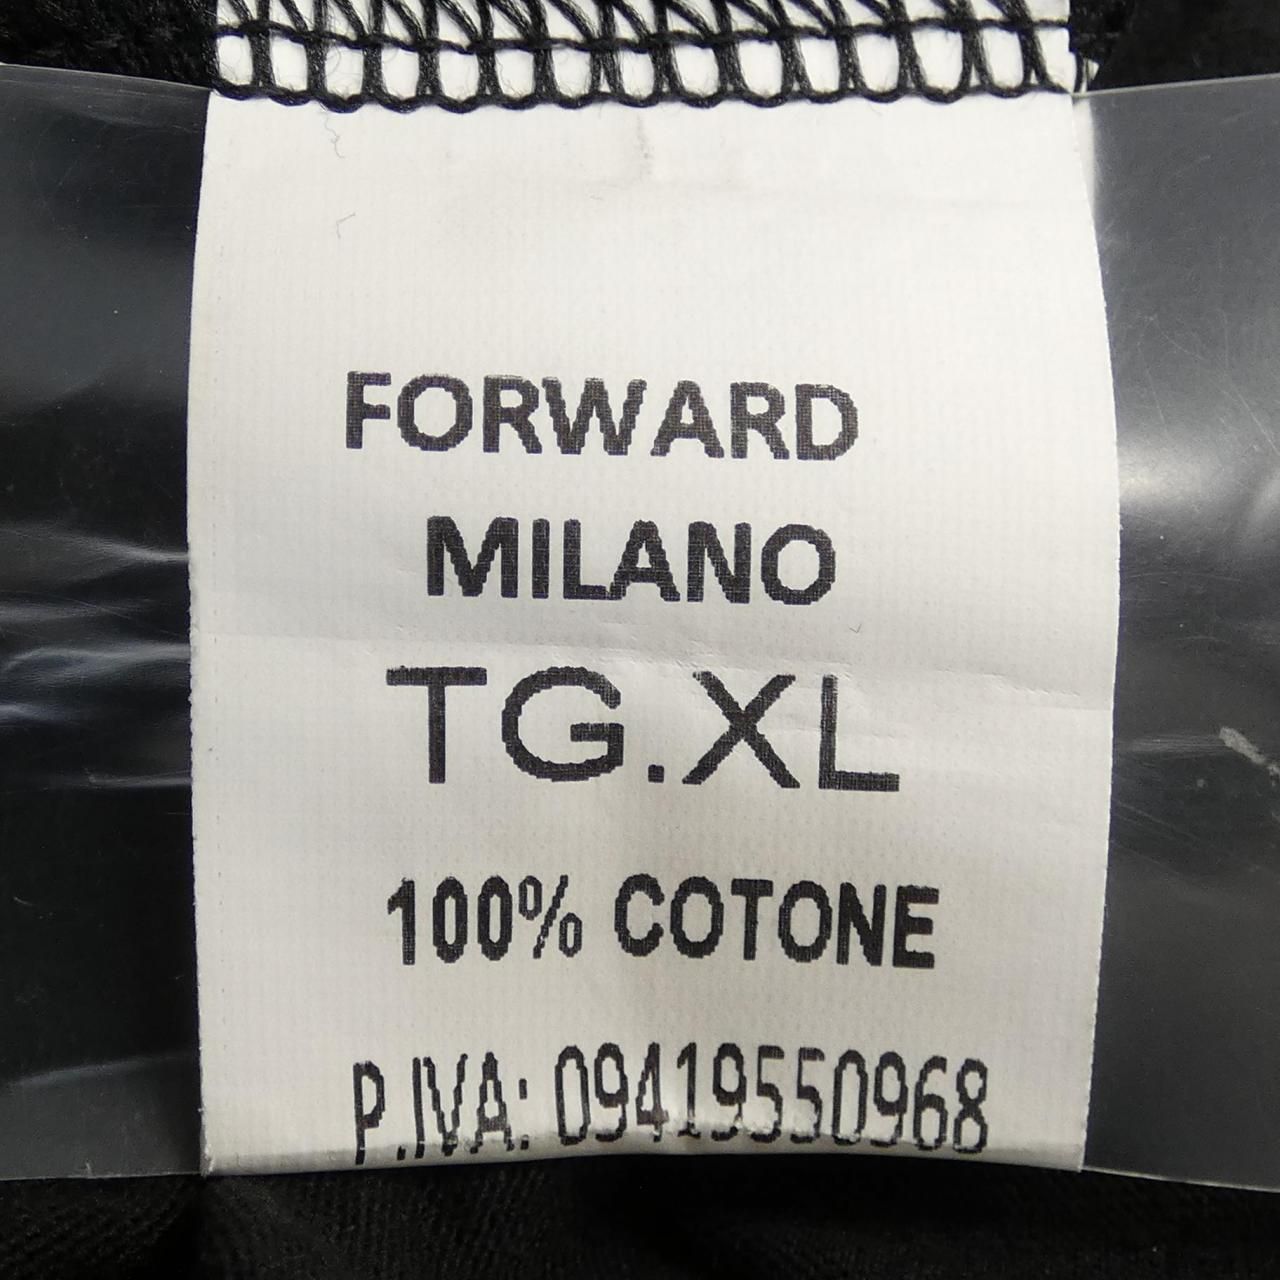 FORWARD
MILANO
TG.XL
100% COTONE
P.IVA: 09419550968